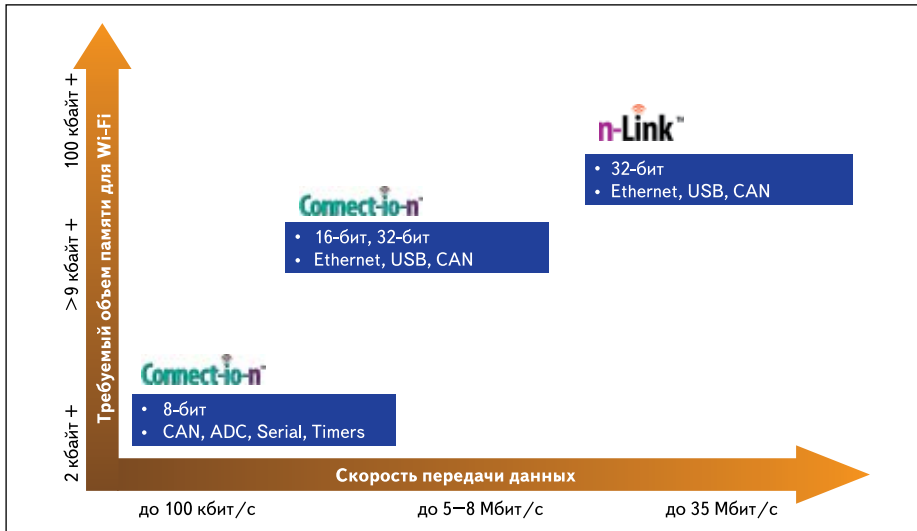 n-Link™
• 32-бит
• Ethernet, USB, CAN
Connect-io-n™
• 16-бит, 32-бит
• Ethernet, USB, CAN
Connect-io-n™
• 8-бит
• CAN, ADC, Serial, Timers
Требуемый объем памяти для Wi-Fi
100 кбайт +
>9 кбайт +
2 кбайт +
Скорость передачи данных
до 100 кбит/с
до 5–8 Мбит/с
до 35 Мбит/с